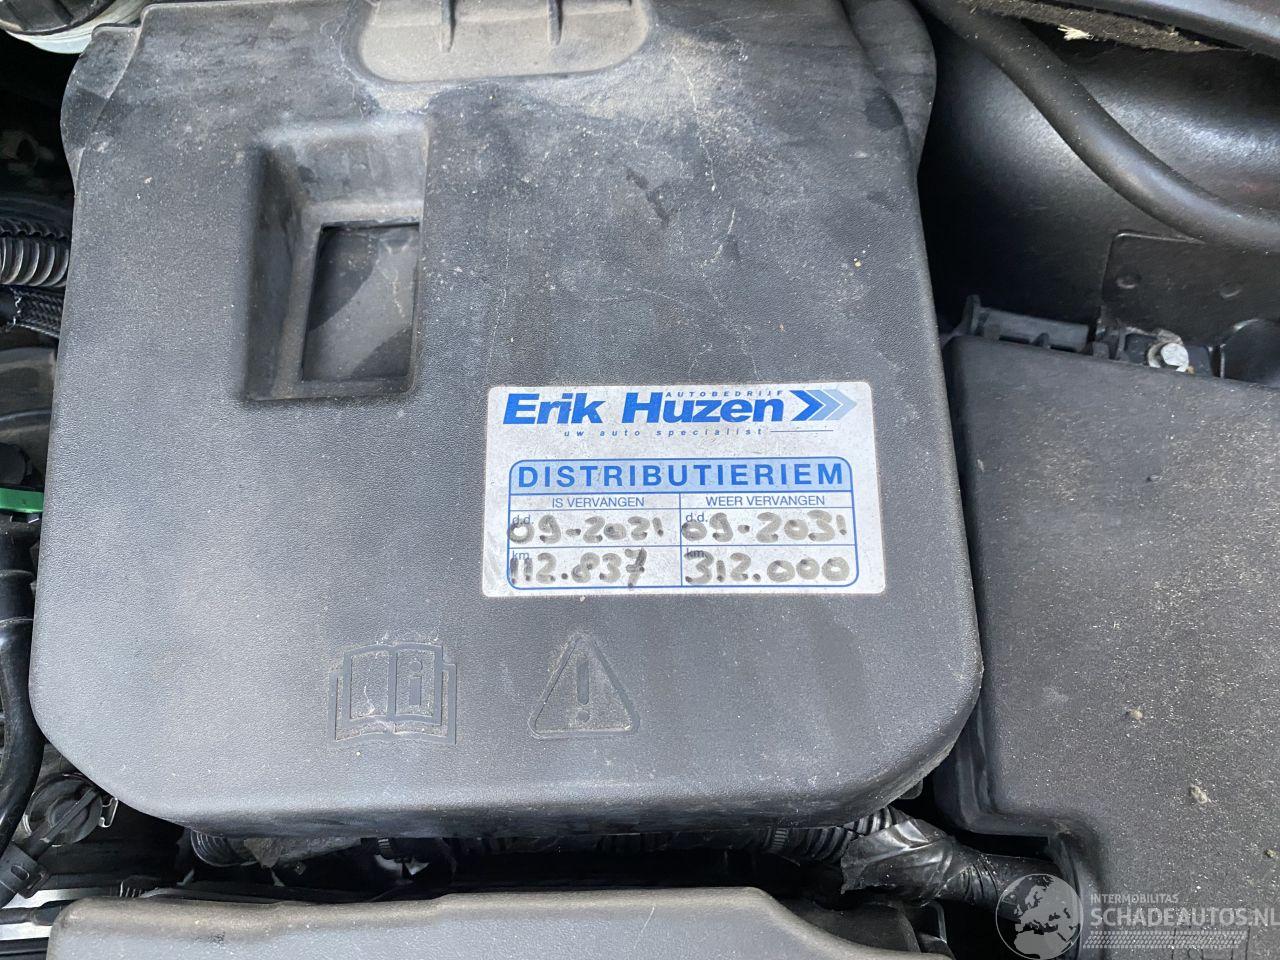 AUTOBEDRIJF
Erik Huzen
uw auto specialist
DISTRIBUTIERIEM
IS VERVANGEN WEER VERVANGEN
d.d. 09-2021 d.d. 09-2031
km 112.837 km 312.000
INTERMOBILITAS
SCHADEAUTOS.NL